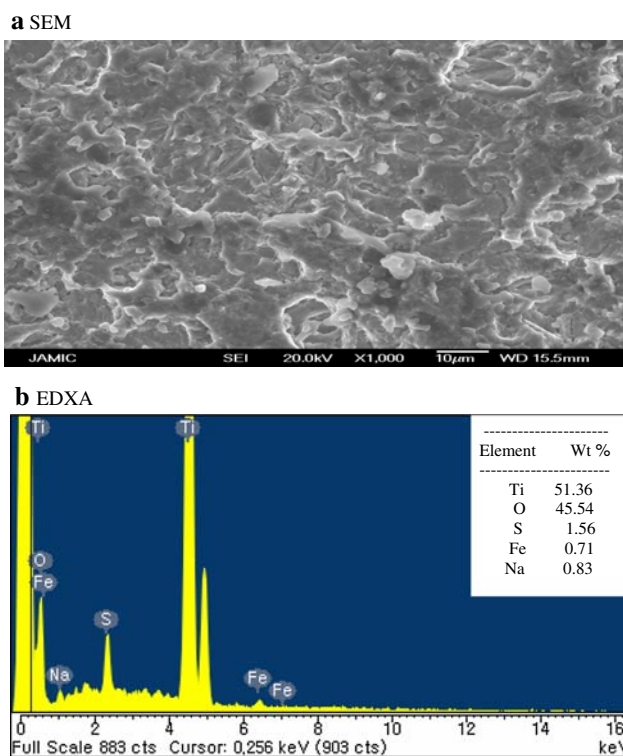 a SEM
JAMIC SEI 20.0kV X1,000 10µm WD 15.5mm
b EDXA
Ti Ti
O
Fe
S
Na
Fe
Fe
-----------------------
Element Wt %
------------------------
Ti 51.36
O 45.54
S 1.56
Fe 0.71
Na 0.83
0 2 4 6 8 10 12 14 16
Full Scale 883 cts Cursor: 0,256 keV (903 cts) keV